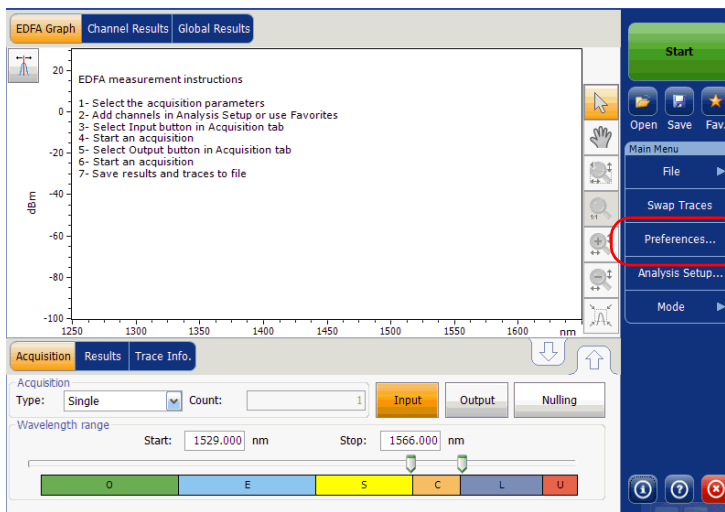 EDFA Graph Channel Results Global Results
Start
EDFA measurement instructions
1- Select the acquisition parameters
2- Add channels in Analysis Setup or use Favorites
3- Select Input button in Acquisition tab
4- Start an acquisition
5- Select Output button in Acquisition tab
6- Start an acquisition
7- Save results and traces to file
20
0
-20
-40
-60
-80
-100
dBm
1250 1300 1350 1400 1450 1500 1550 1600 nm
1:1
Open Save Fav.
Main Menu
File
Swap Traces
Preferences...
Analysis Setup...
Mode
Acquisition Results Trace Info.
Acquisition
Type: Single Count: 1 Input Output Nulling
Wavelength range
Start: 1529.000 nm Stop: 1566.000 nm
O E S C L U